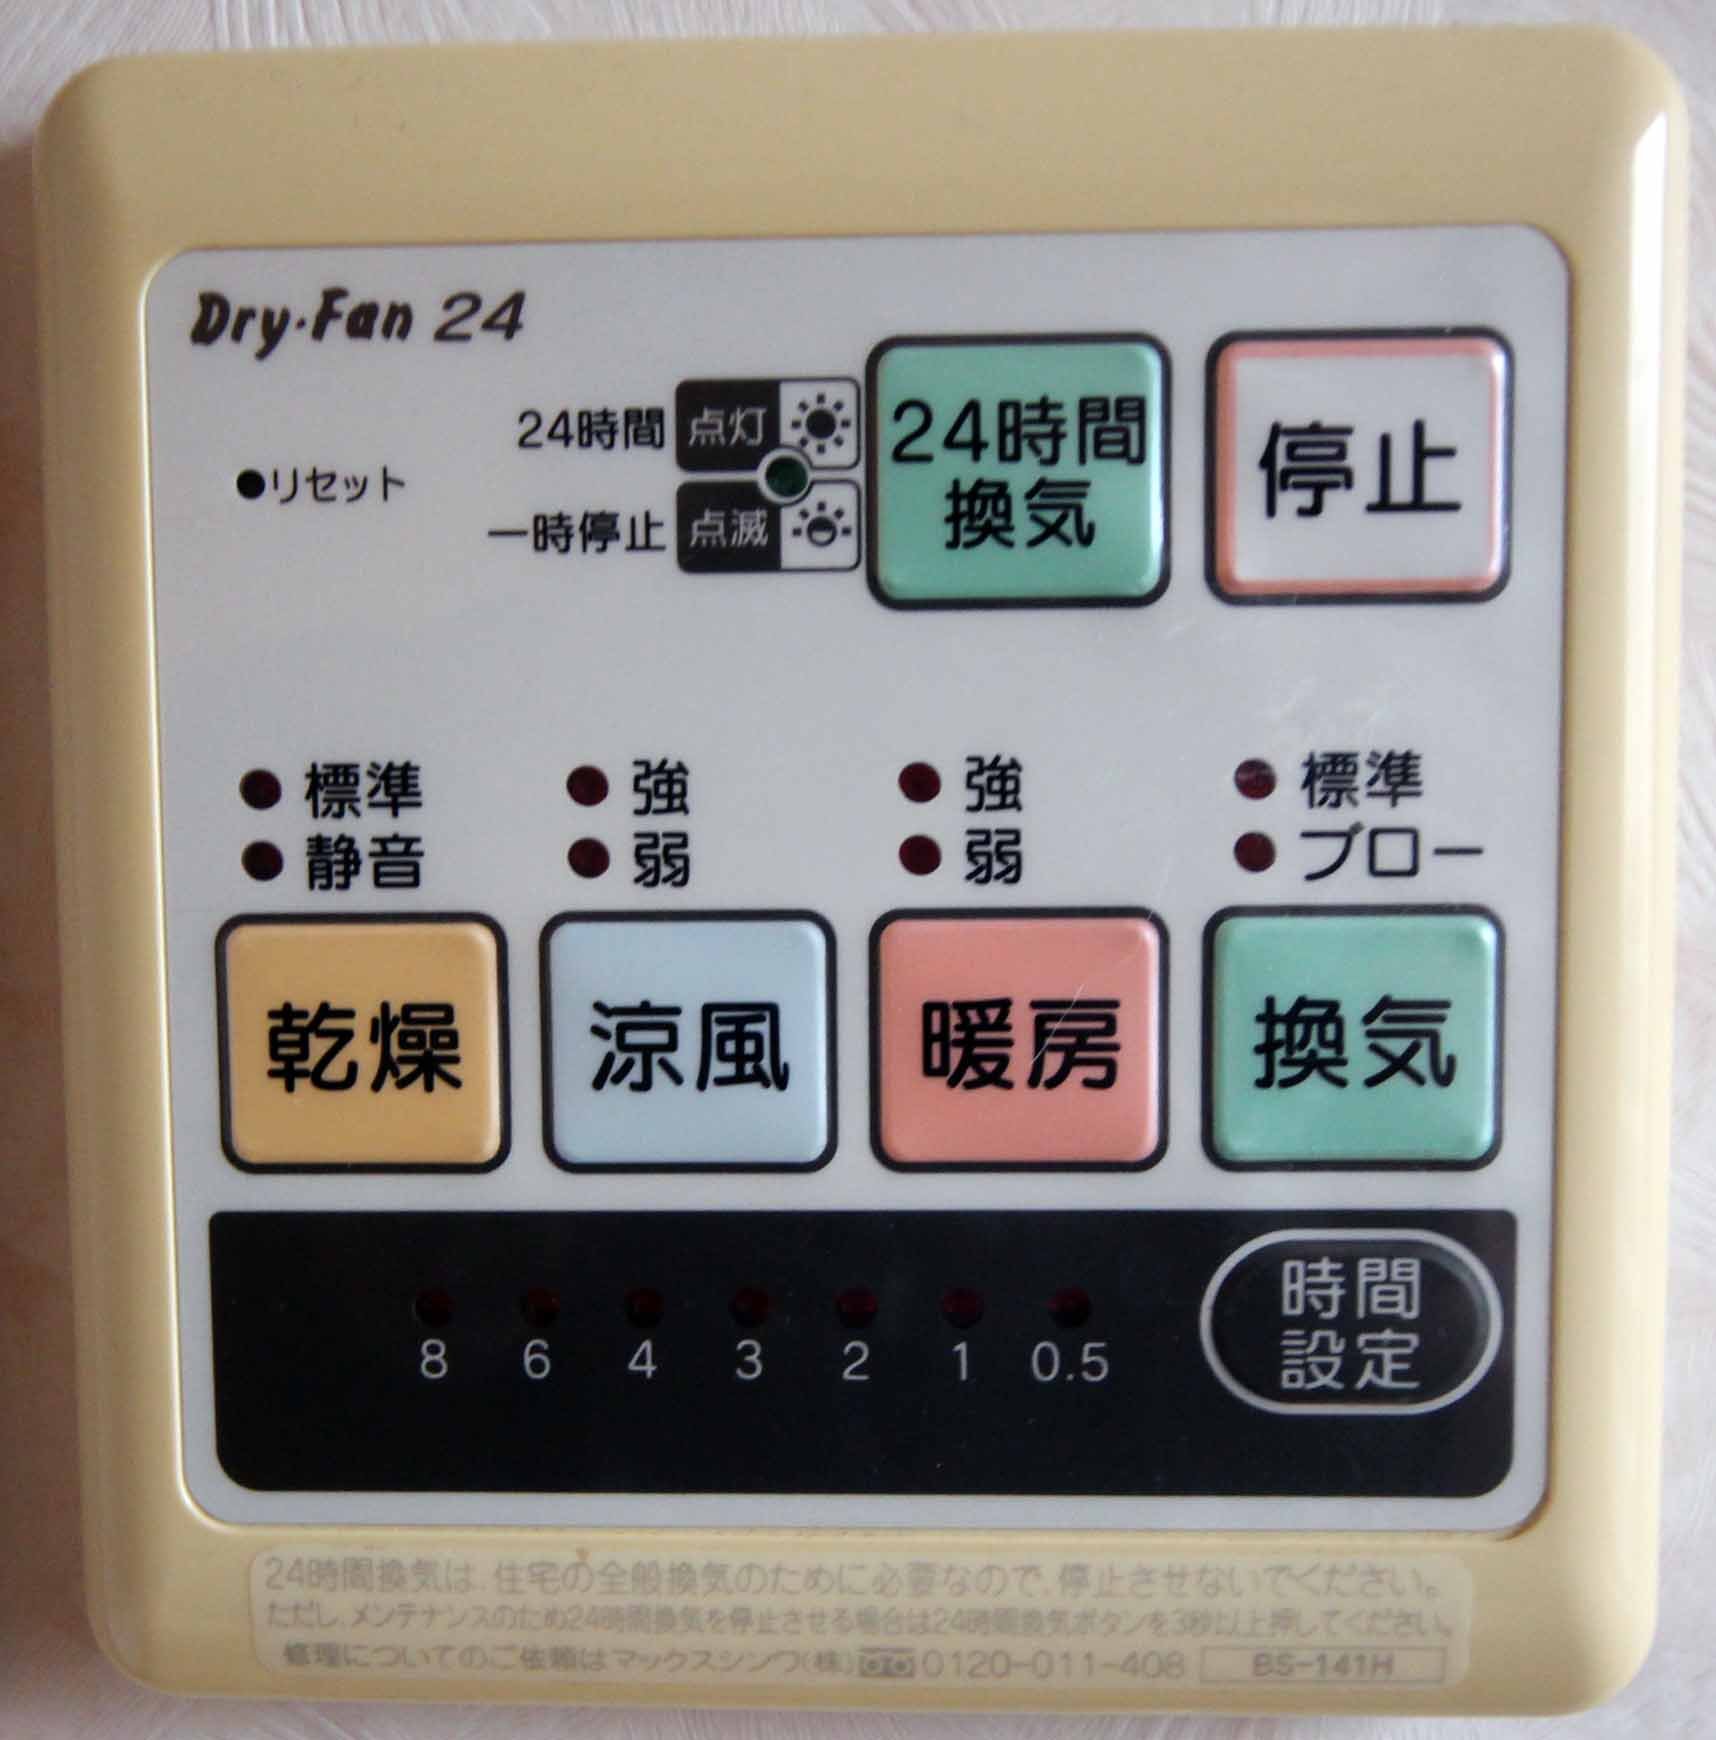 Dry·Fan 24
24時間 点灯
●リセット
一時停止 点滅
24時間
換気
停止
標準 強 強 標準
静音 弱 弱 ブロー
乾燥 涼風 暖房 換気
8 6 4 3 2 1 0.5
時間
設定
24時間換気は、住宅の全般換気のために必要なので、停止させないでください。
ただし、メンテナンスのため24時間換気を停止させる場合は24時間換気ボタンを3秒以上押してください。
修理についてのご依頼はマックスシンワ(株) 0120-011-408 BS-141H